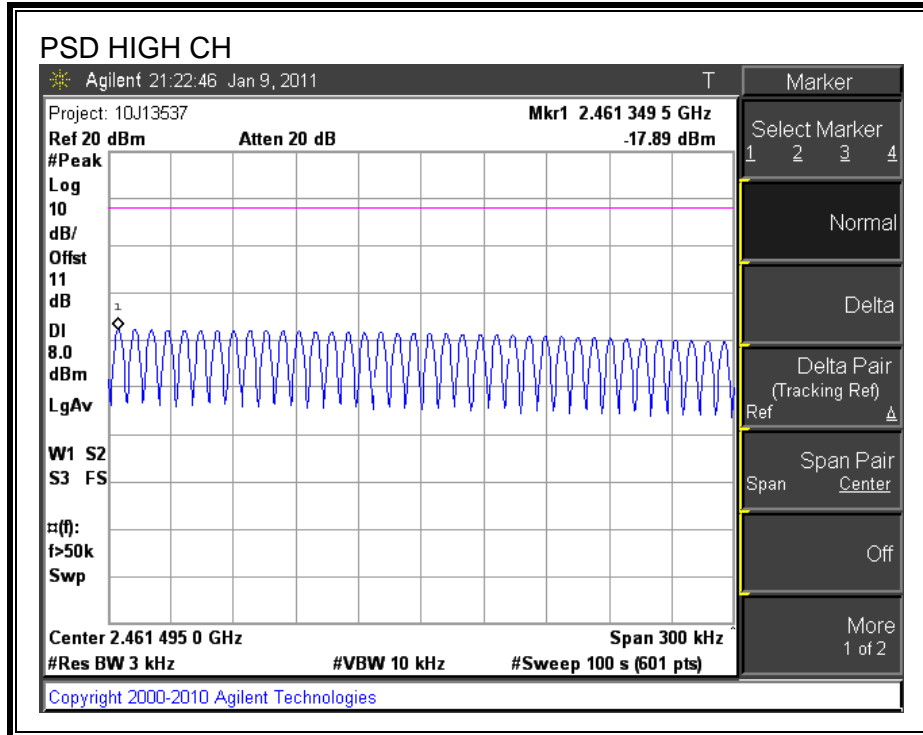 PSD HIGH CH
Agilent 21:22:46 Jan 9, 2011 T
Project: 10J13537 Mkr1 2.461 349 5 GHz
Ref 20 dBm Atten 20 dB -17.89 dBm
#Peak
Log
10
dB/
Offst
11
dB
DI
8.0
dBm
LgAv
W1 S2
S3 FS
¤(f):
f>50k
Swp
1
Center 2.461 495 0 GHz Span 300 kHz
#Res BW 3 kHz #VBW 10 kHz #Sweep 100 s (601 pts)
Copyright 2000-2010 Agilent Technologies
Marker
Select Marker
1 2 3 4
Normal
Delta
Delta Pair
(Tracking Ref)
Ref Δ
Span Pair
Span Center
Off
More
1 of 2